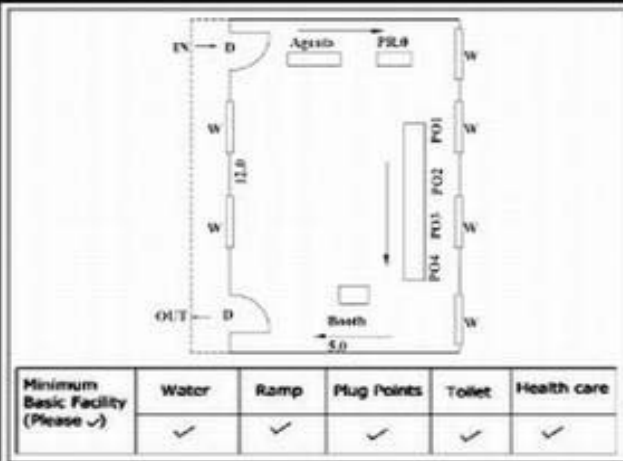 IN D Agents PR.0 W
W PO1 W
12.0 PO2
W PO3 W
PO4
OUT D Booth W
5.0
Minimum Basic Facility (Please ✓) Water Ramp Plug Points Toilet Health care
✓ ✓ ✓ ✓ ✓